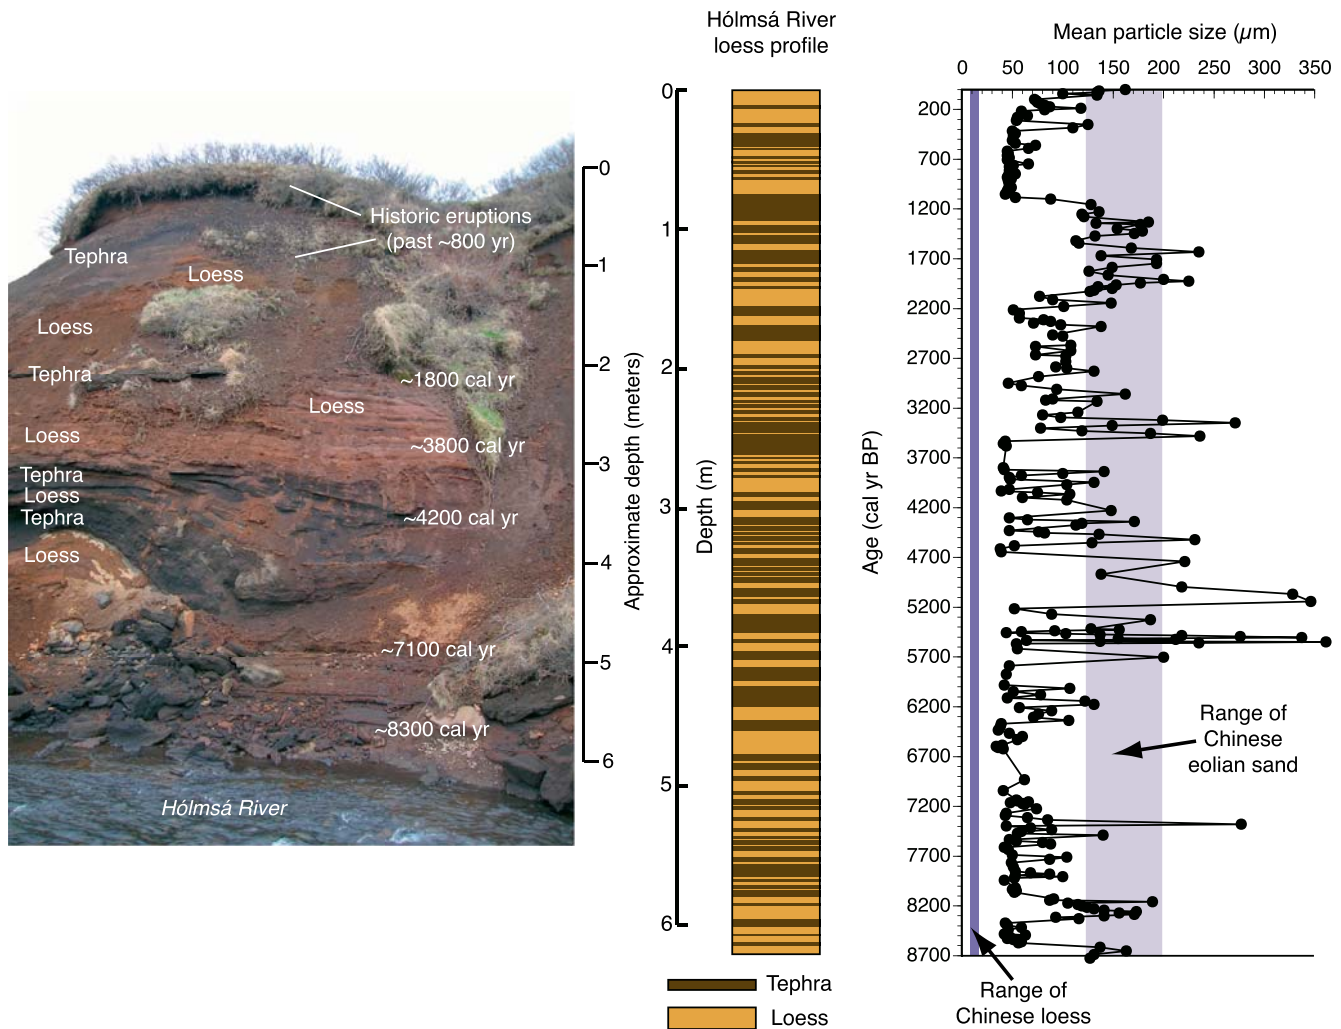 Hólmsá River
loess profile
Mean particle size (µm)
0 50 100 150 200 250 300 350
Historic eruptions
(past ~800 yr)
Tephra
Loess
Loess
Tephra
~1800 cal yr
Loess
Loess
~3800 cal yr
Tephra
Loess
Tephra
~4200 cal yr
Loess
~7100 cal yr
~8300 cal yr
Hólmsá River
0
1
2
3
4
5
6
Approximate depth (meters)
0
1
2
3
4
5
6
Depth (m)
Tephra
Loess
Age (cal yr BP)
200
700
1200
1700
2200
2700
3200
3700
4200
4700
5200
5700
6200
6700
7200
7700
8200
8700
Range of
Chinese
eolian sand
Range of
Chinese loess